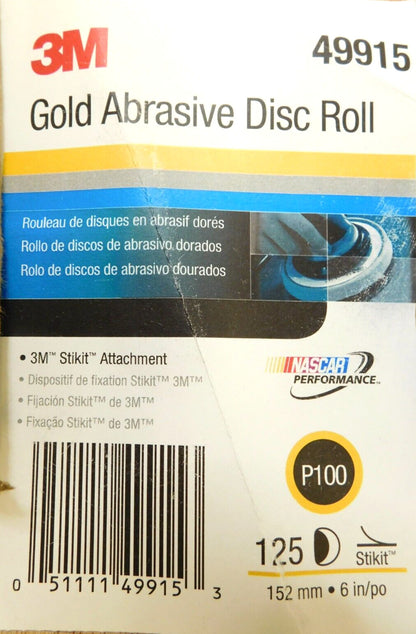 3M 49915
Gold Abrasive Disc Roll
Rouleau de disques en abrasif dorés
Rollo de discos de abrasivo dorados
Rolo de discos de abrasivo dourados
• 3M™ Stikit™ Attachment
• Dispositif de fixation Stikit™ 3M™
• Fijación Stikit™ de 3M™
• Fixação Stikit™ de 3M™
NASCAR
PERFORMANCE™
P100
125 Stikit™
152 mm • 6 in/po
0 51111 49915 3